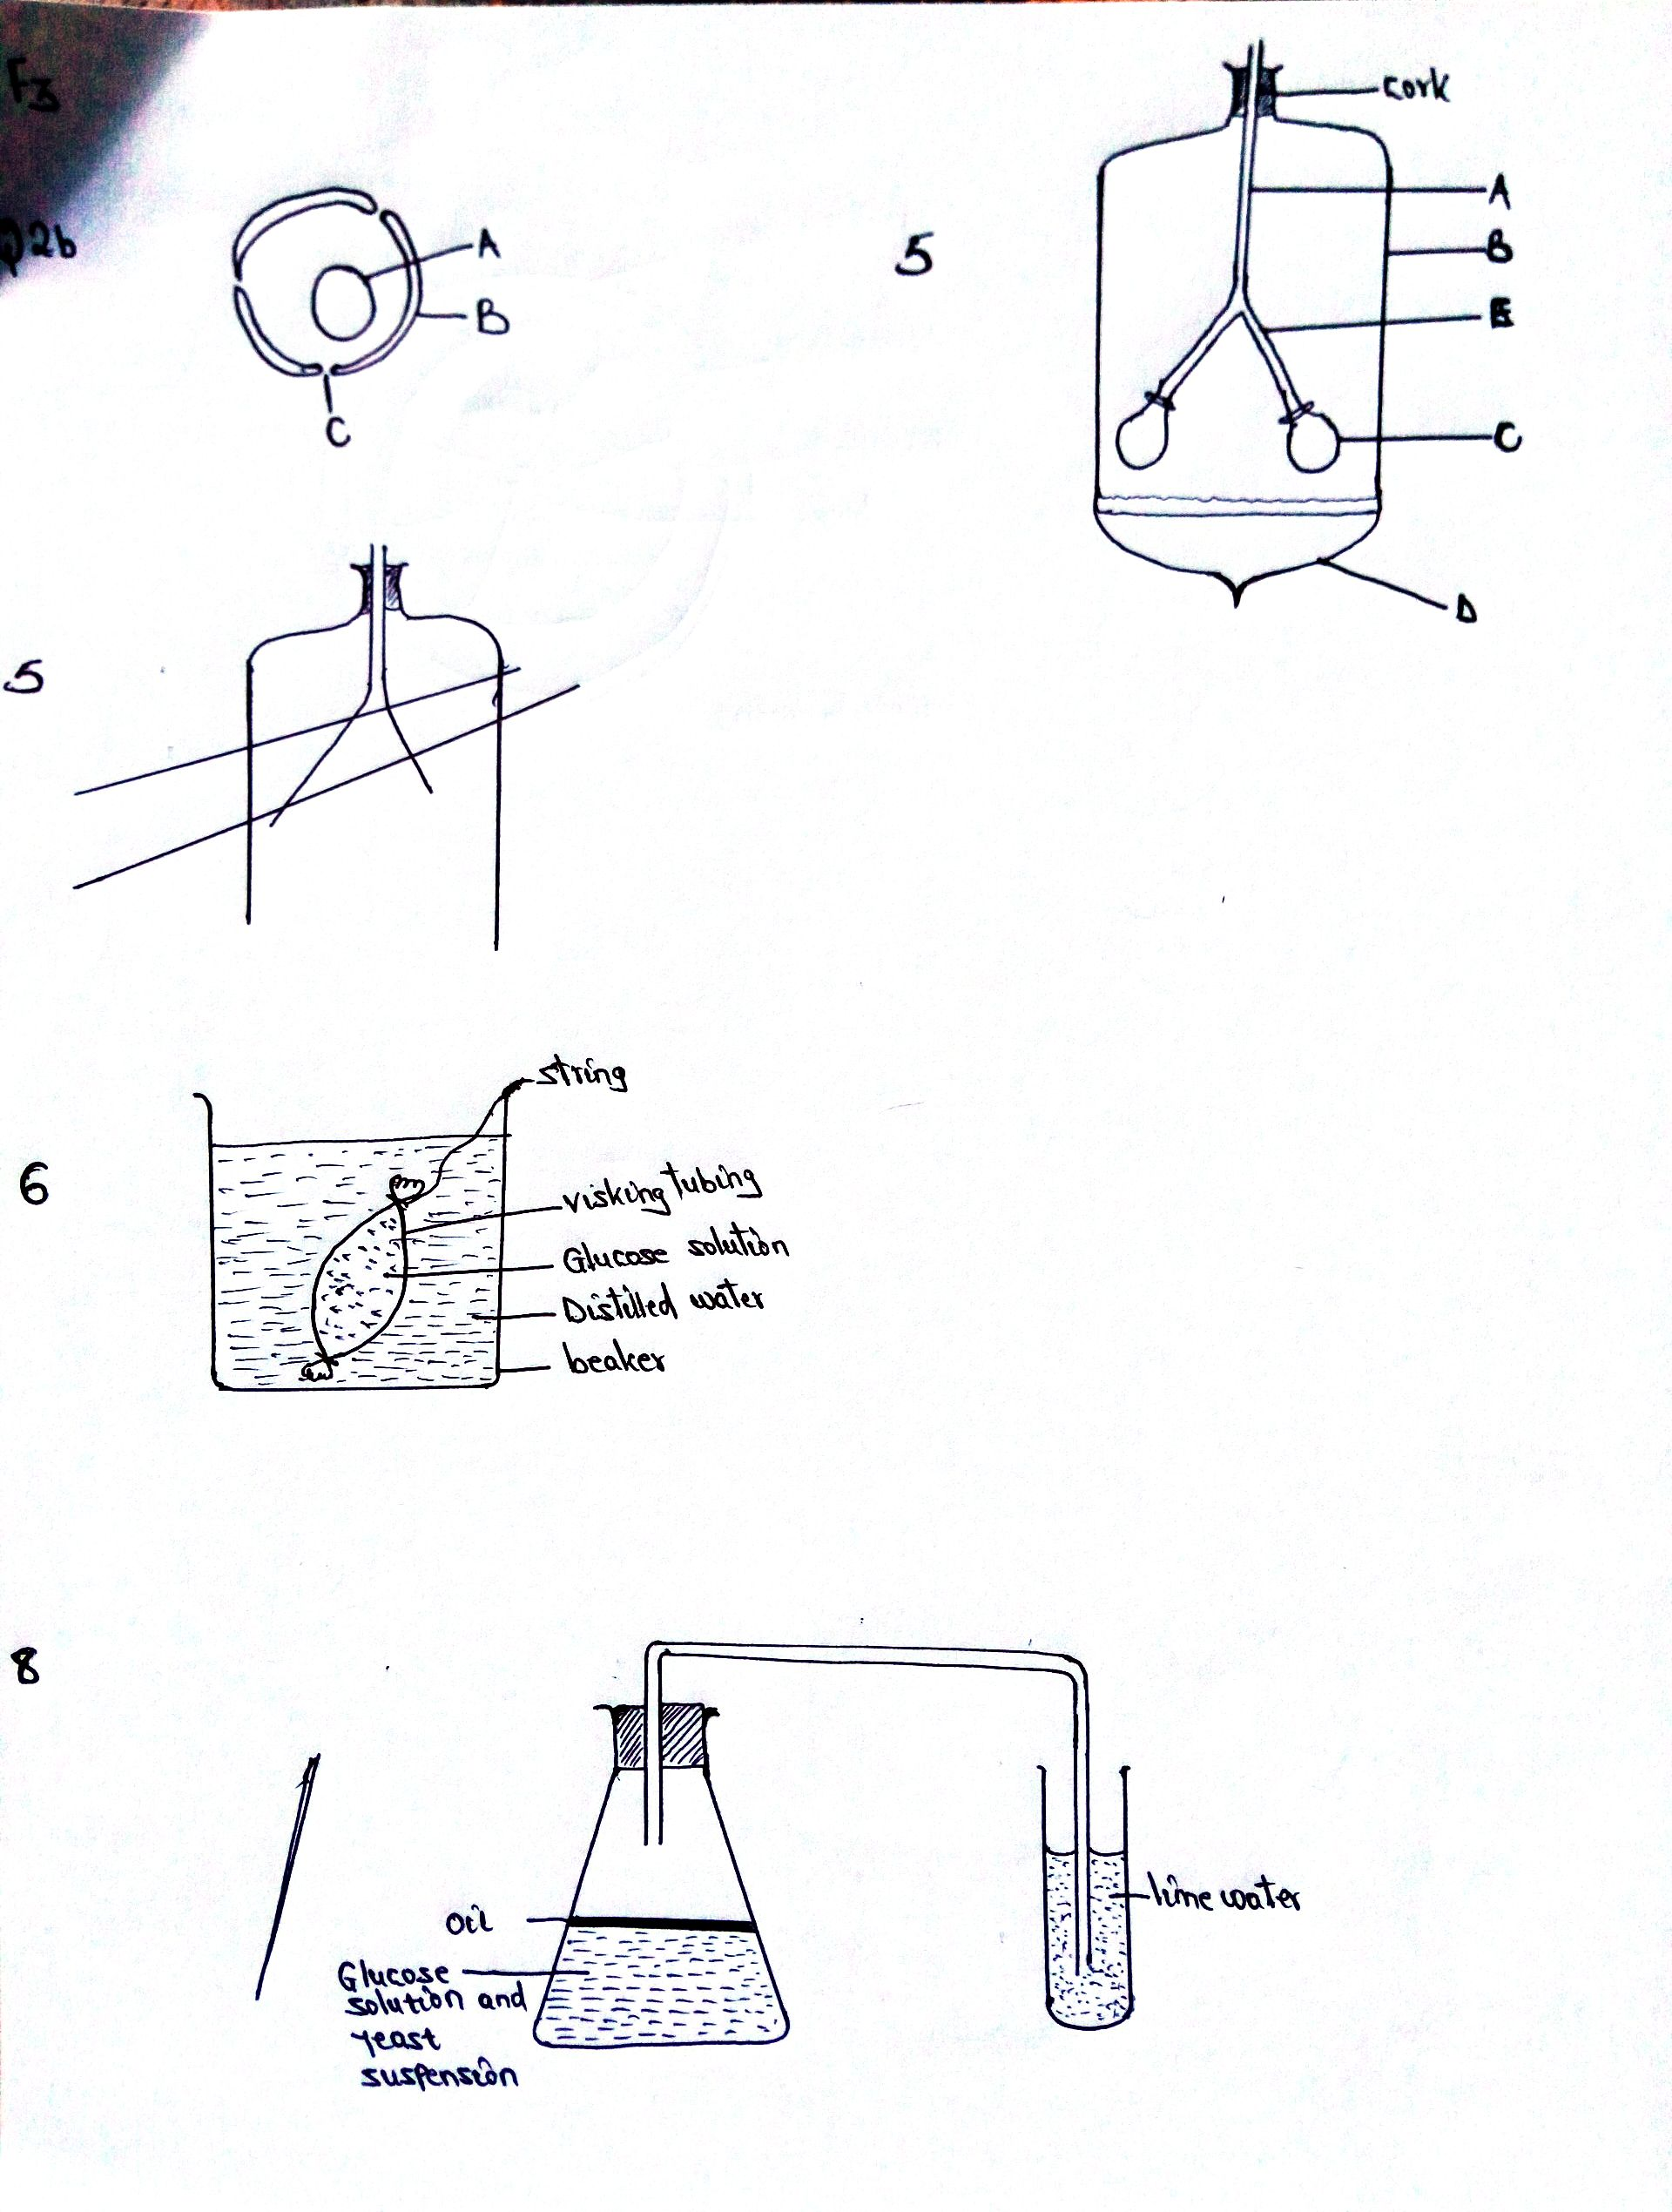 F3
Q2b
A
B
C
5
cork
A
B
E
C
D
5
6
string
visking tubing
Glucose solution
Distilled water
beaker
8
oil
Glucose
solution and
yeast
suspension
lime water